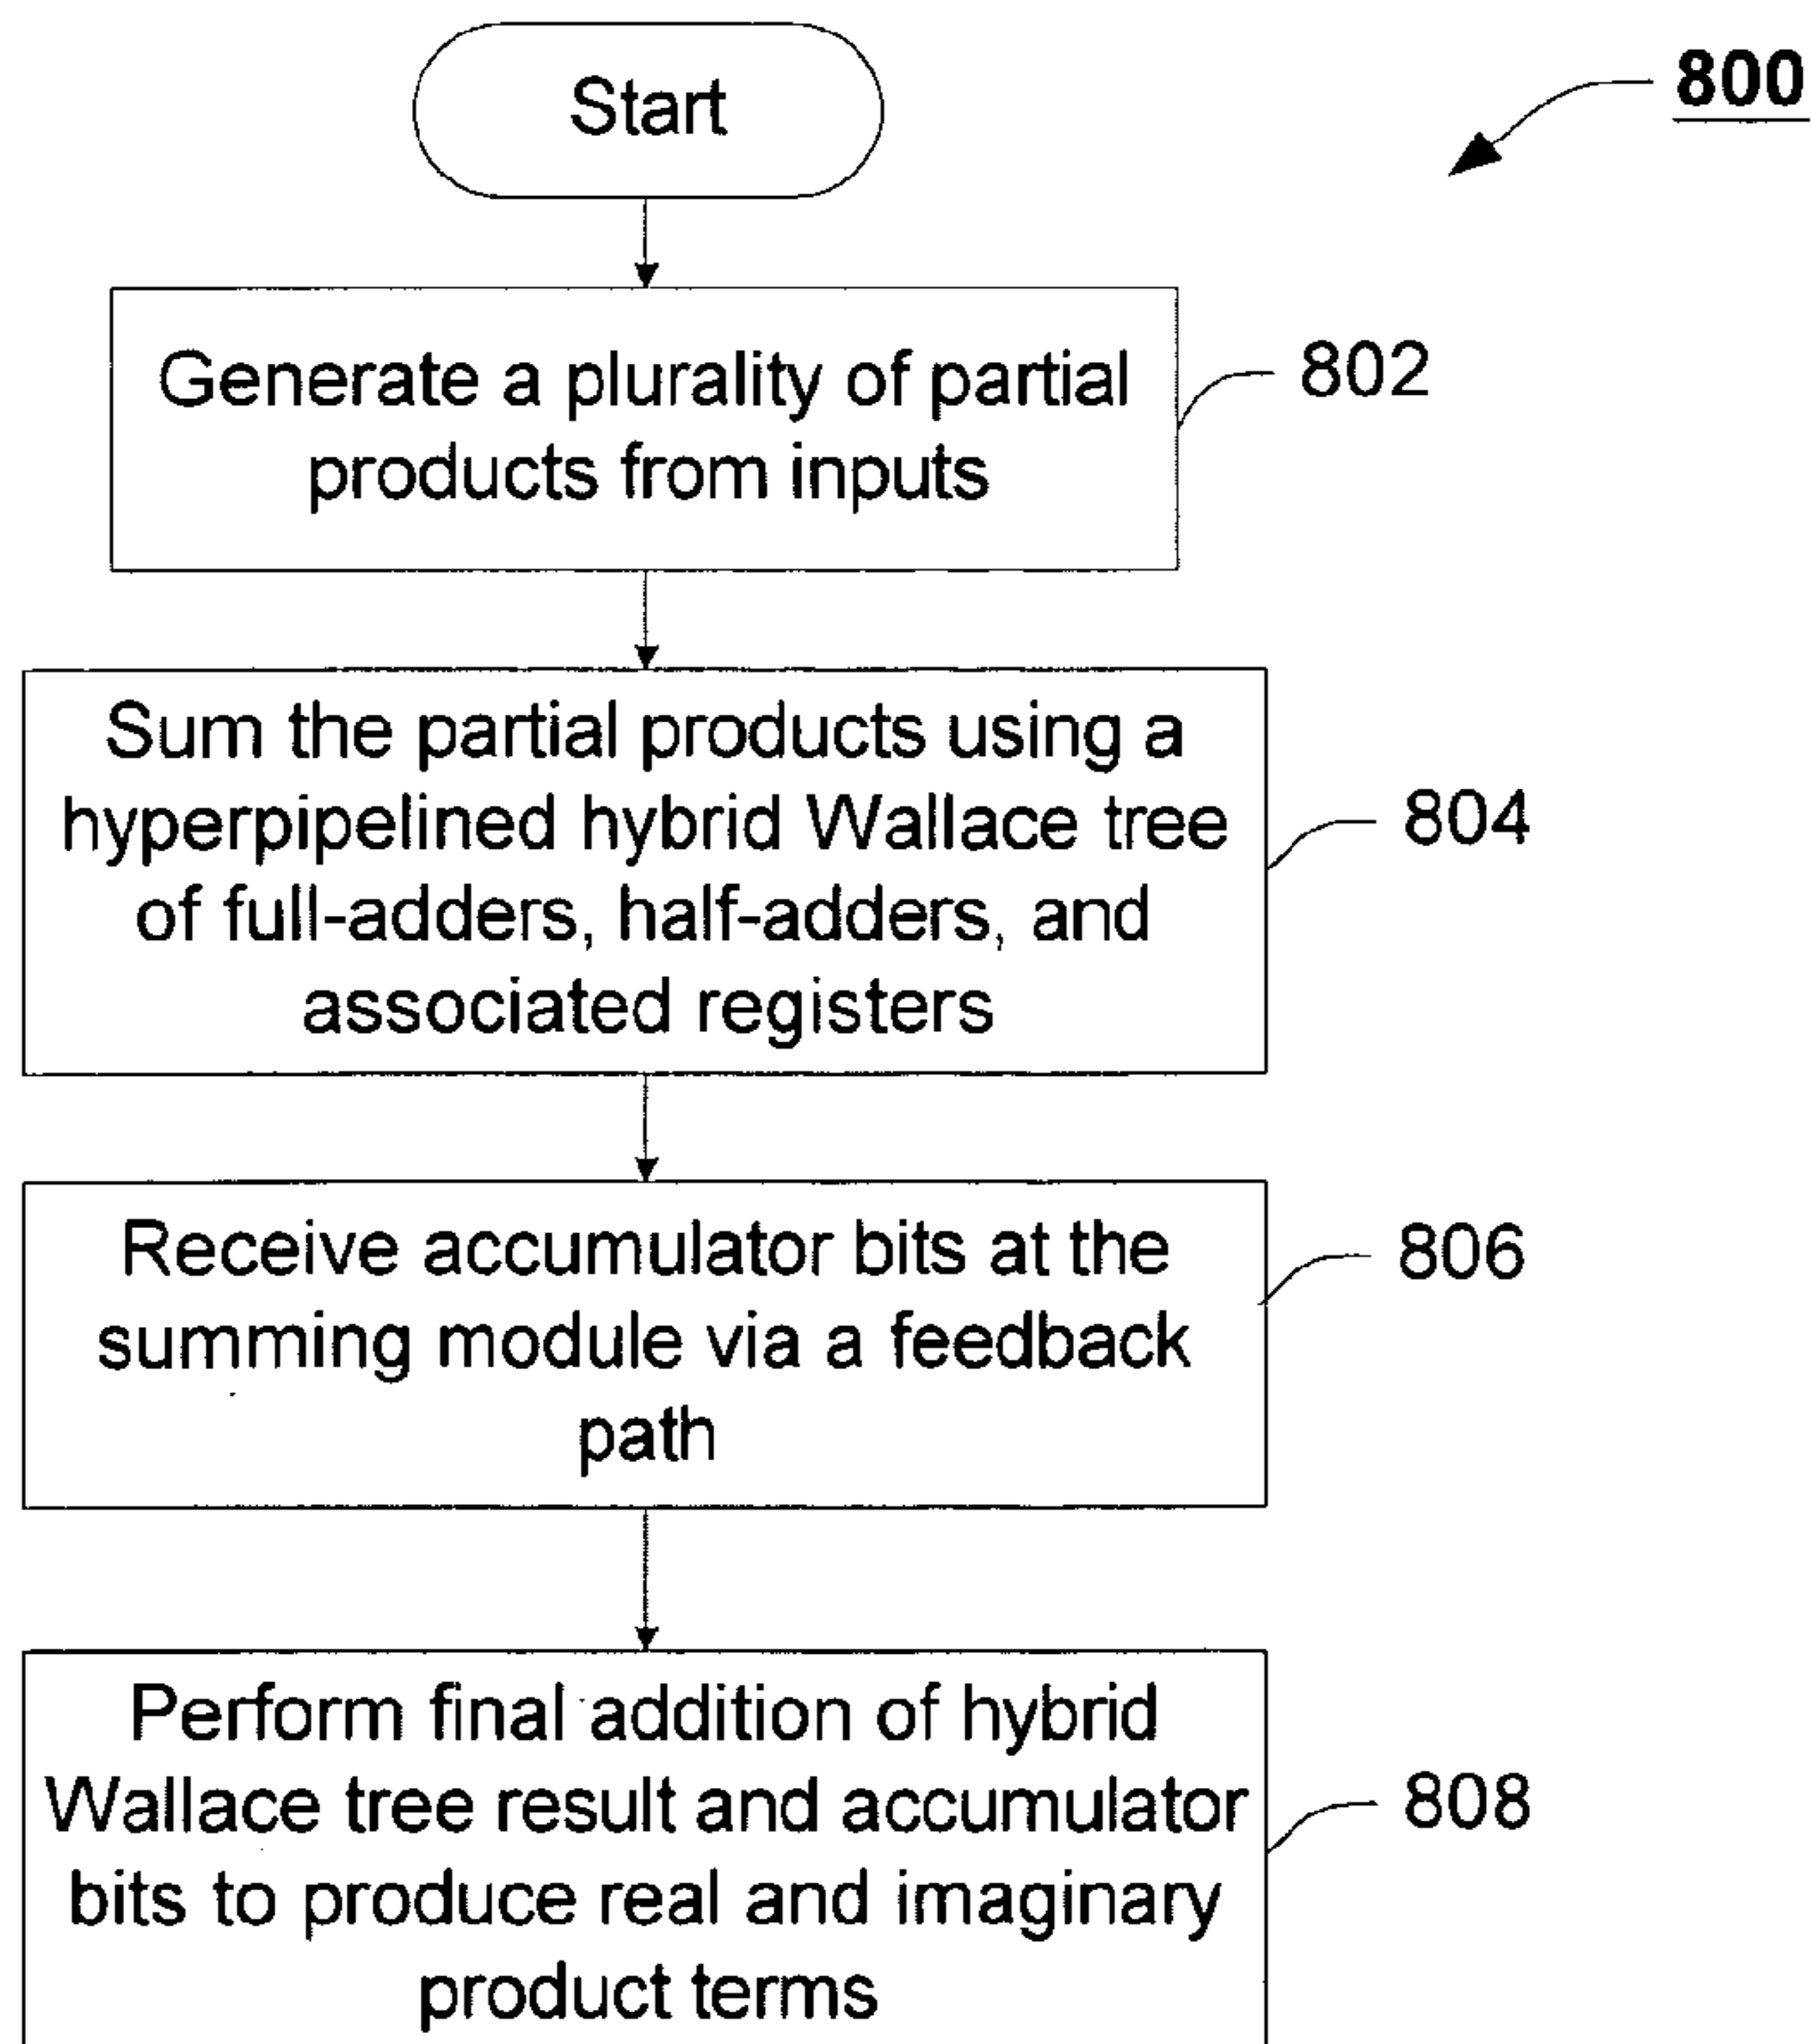 Start
800
Generate a plurality of partial
products from inputs
802
Sum the partial products using a
hyperpipelined hybrid Wallace tree
of full-adders, half-adders, and
associated registers
804
Receive accumulator bits at the
summing module via a feedback
path
806
Perform final addition of hybrid
Wallace tree result and accumulator
bits to produce real and imaginary
product terms
808